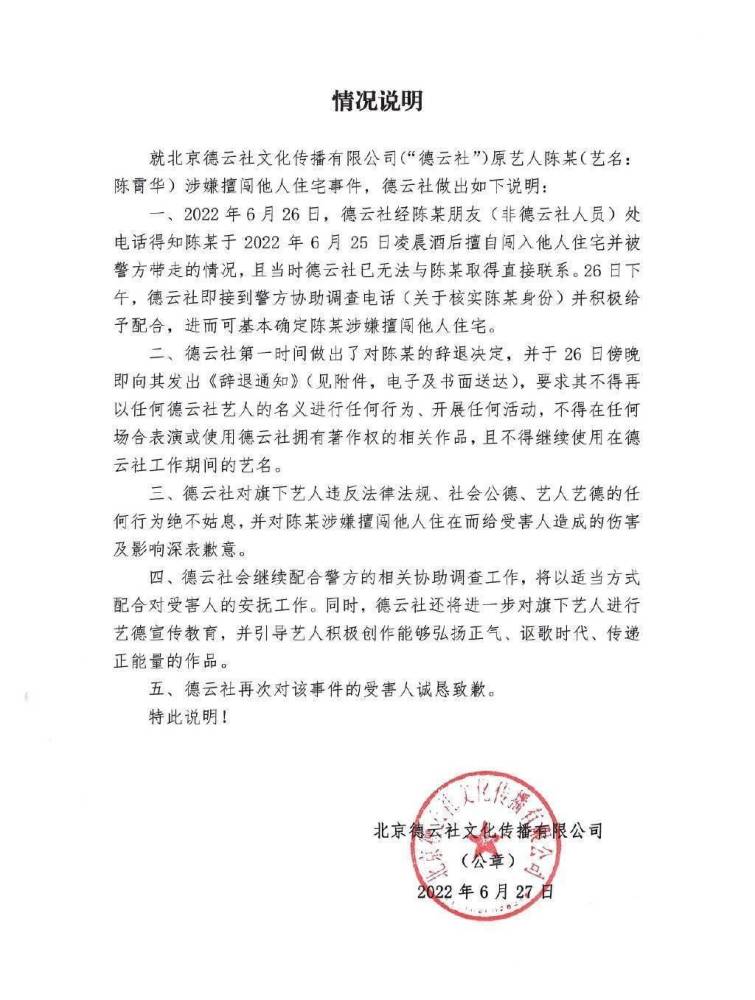 情况说明
就北京德云社文化传播有限公司(“德云社”)原艺人陈某(艺名：
陈霄华）涉嫌擅闯他人住宅事件，德云社做出如下说明：
一、2022年6月26日，德云社经陈某朋友（非德云社人员）处
电话得知陈某于2022年6月25日凌晨酒后擅自闯入他人住宅并被
警方带走的情况，且当时德云社已无法与陈某取得直接联系。26日下
午，德云社即接到警方协助调查电话（关于核实陈某身份）并积极给
予配合，进而可基本确定陈某涉嫌擅闯他人住宅。
二、德云社第一时间做出了对陈某的辞退决定，并于26日傍晚
即向其发出《辞退通知》（见附件，电子及书面送达），要求其不得再
以任何德云社艺人的名义进行任何行为、开展任何活动，不得在任何
场合表演或使用德云社拥有著作权的相关作品，且不得继续使用在德
云社工作期间的艺名。
三、德云社对旗下艺人违反法律法规、社会公德、艺人艺德的任
何行为绝不姑息，并对陈某涉嫌擅闯他人住在而给受害人造成的伤害
及影响深表歉意。
四、德云社会继续配合警方的相关协助调查工作，将以适当方式
配合对受害人的安抚工作。同时，德云社还将进一步对旗下艺人进行
艺德宣传教育，并引导艺人积极创作能够弘扬正气、讴歌时代、传递
正能量的作品。
五、德云社再次对该事件的受害人诚恳致歉。
特此说明！
北京德云社文化传播有限公司
（公章）
2022年6月27日
北京德云社文化传播有限公司